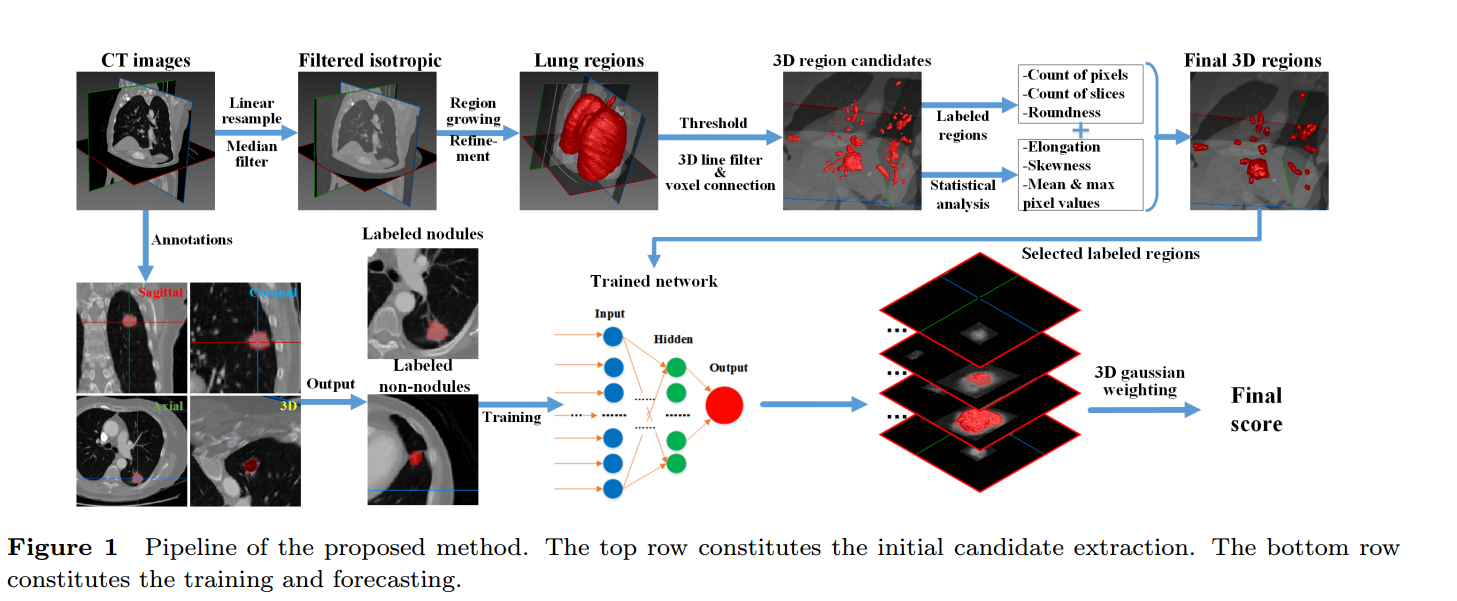 CT images
Linear
resample
Median
filter
Filtered isotropic
Region
growing
Refine-
ment
Lung regions
Threshold
3D line filter
&
voxel connection
3D region candidates
Labeled
regions
Statistical
analysis
-Count of pixels
-Count of slices
-Roundness
+
-Elongation
-Skewness
-Mean & max
pixel values
Final 3D regions
Annotations
Sagittal
Coronal
Axial
3D
Output
Labeled nodules
Labeled
non-nodules
Training
Trained network
Input
Hidden
Output
Selected labeled regions
3D gaussian
weighting
Final
score
Figure 1 Pipeline of the proposed method. The top row constitutes the initial candidate extraction. The bottom row
constitutes the training and forecasting.